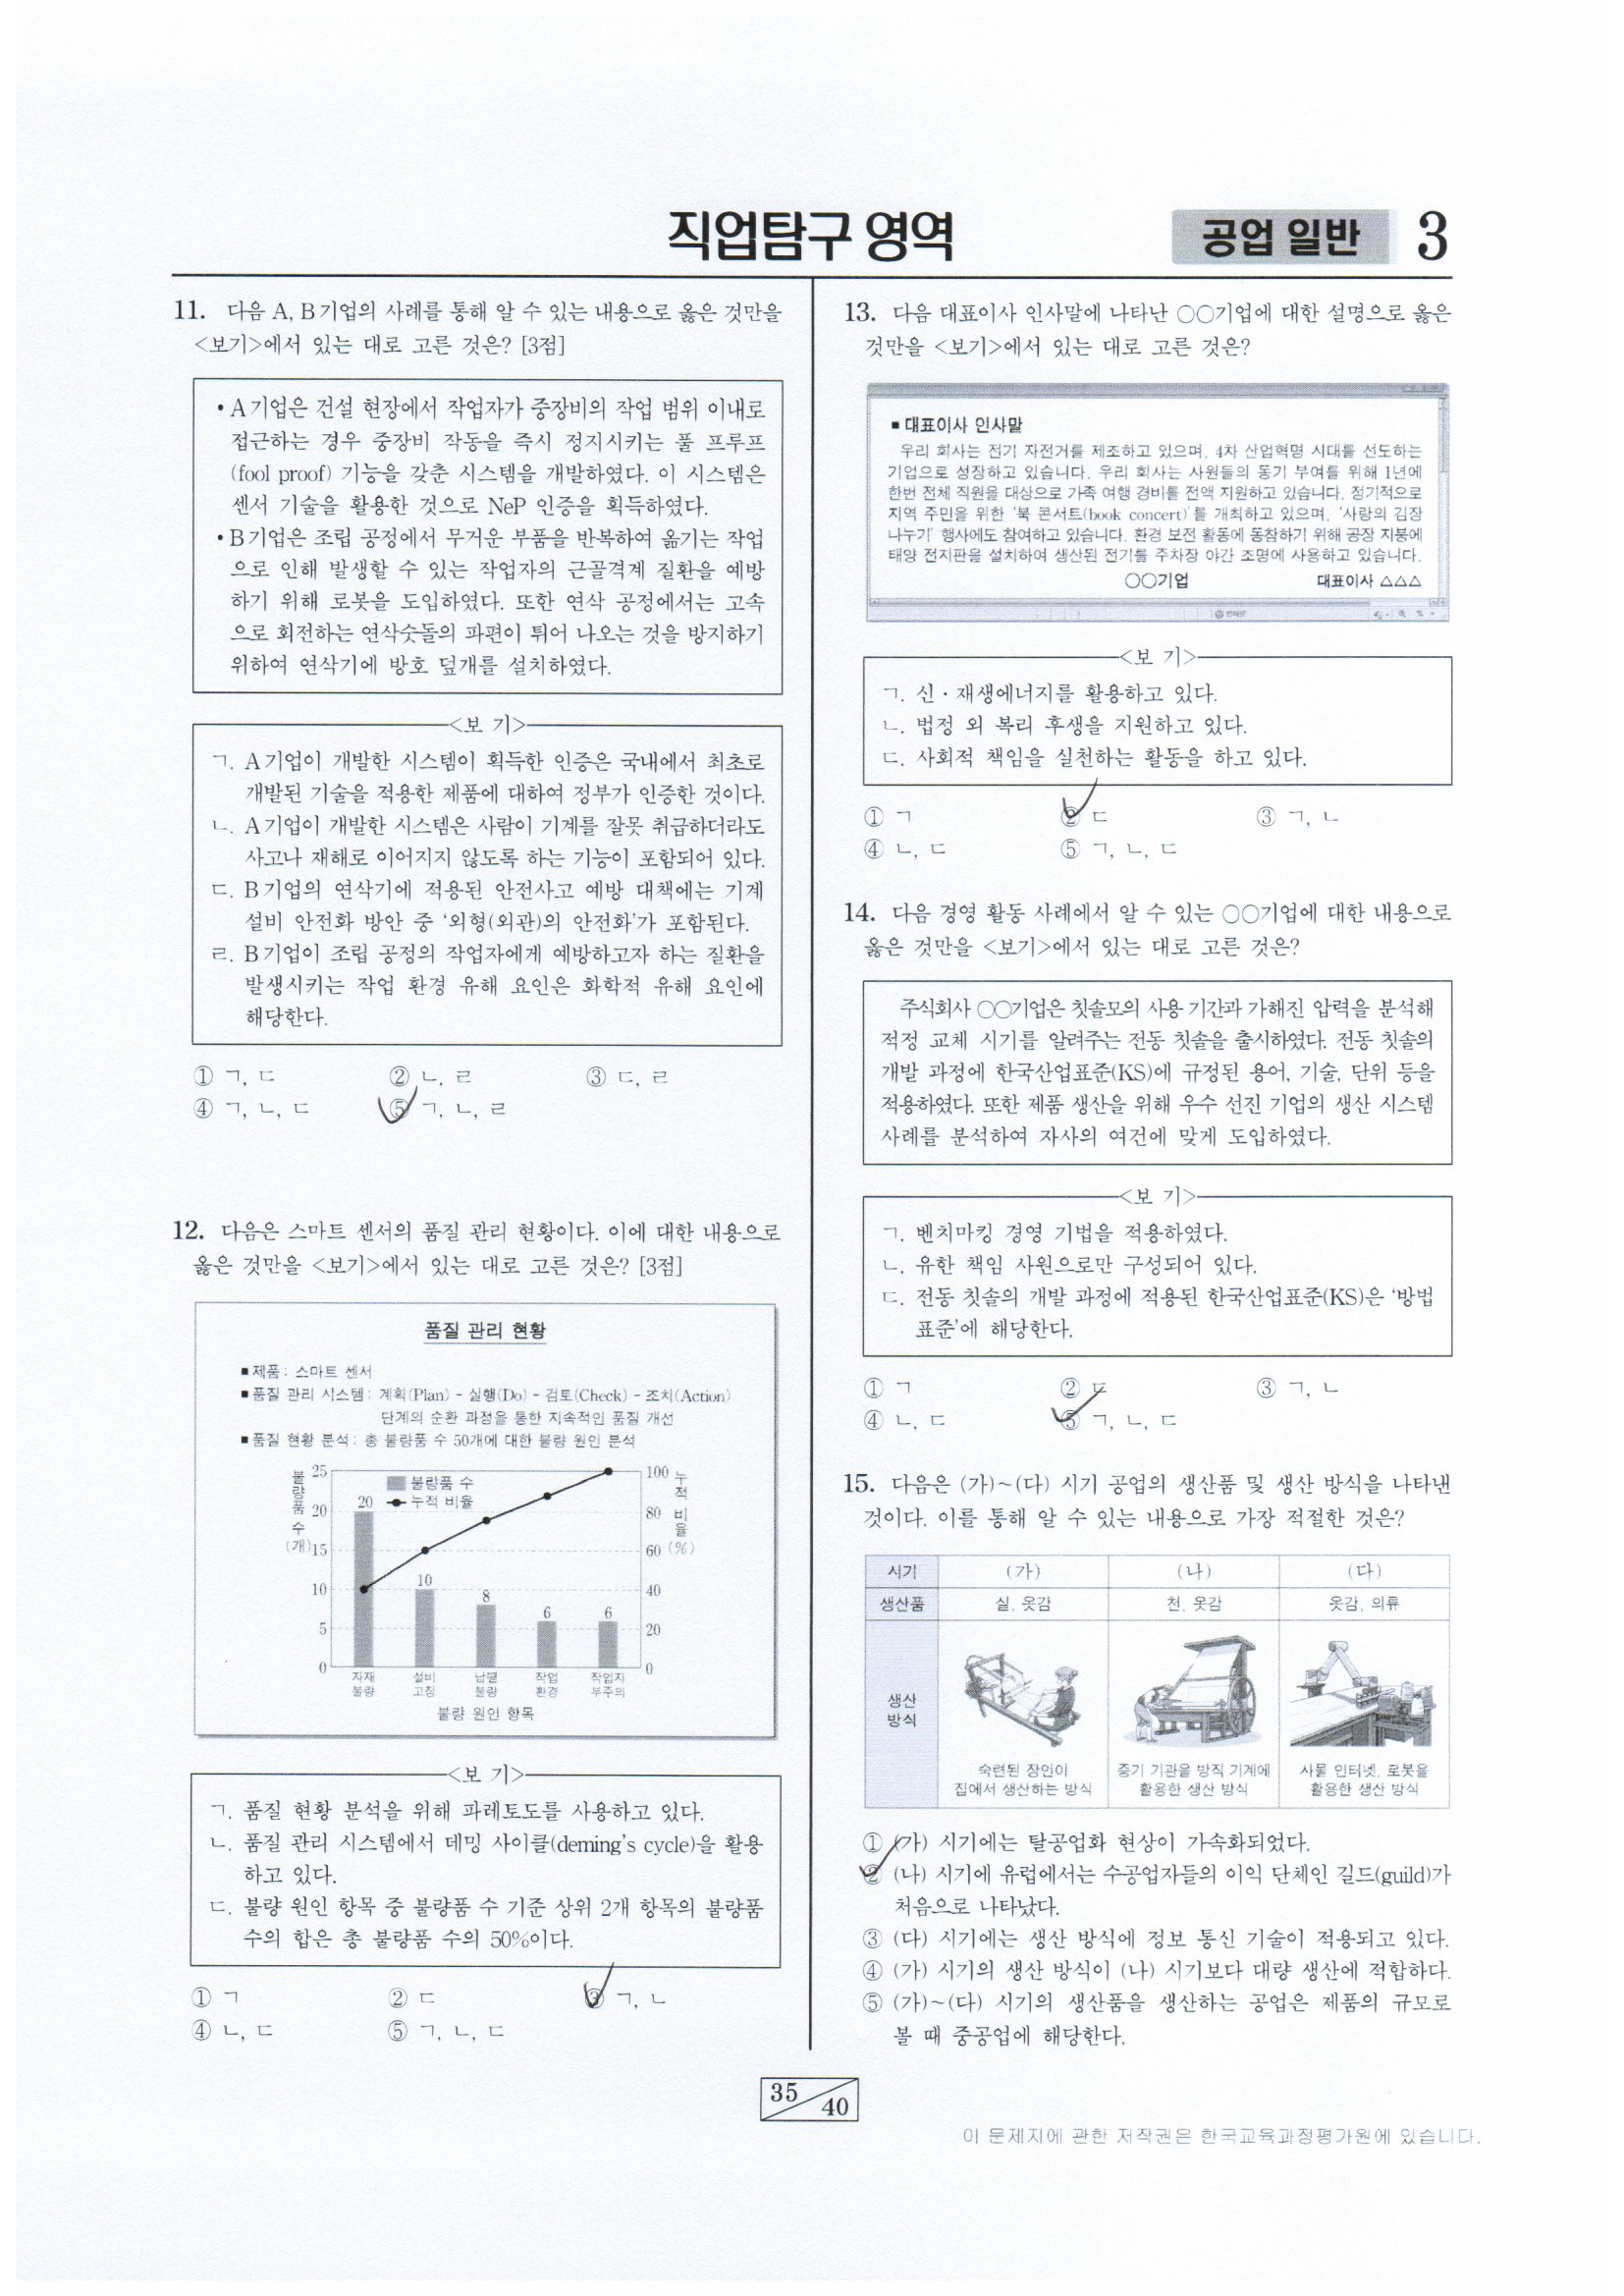 직업탐구 영역
공업 일반
3
11. 다음 A, B기업의 사례를 통해 알 수 있는 내용으로 옳은 것만을
<보기>에서 있는 대로 고른 것은? [3점]
• A기업은 건설 현장에서 작업자가 중장비의 작업 범위 이내로
접근하는 경우 중장비 작동을 즉시 정지시키는 풀 프루프
(fool proof) 기능을 갖춘 시스템을 개발하였다. 이 시스템은
센서 기술을 활용한 것으로 NeP 인증을 획득하였다.
• B기업은 조립 공정에서 무거운 부품을 반복하여 옮기는 작업
으로 인해 발생할 수 있는 작업자의 근골격계 질환을 예방
하기 위해 로봇을 도입하였다. 또한 연삭 공정에서는 고속
으로 회전하는 연삭숫돌의 파편이 튀어 나오는 것을 방지하기
위하여 연삭기에 방호 덮개를 설치하였다.
<보 기>
ㄱ. A기업이 개발한 시스템이 획득한 인증은 국내에서 최초로
개발된 기술을 적용한 제품에 대하여 정부가 인증한 것이다.
ㄴ. A기업이 개발한 시스템은 사람이 기계를 잘못 취급하더라도
사고나 재해로 이어지지 않도록 하는 기능이 포함되어 있다.
ㄷ. B기업의 연삭기에 적용된 안전사고 예방 대책에는 기계
설비 안전화 방안 중 ‘외형(외관)의 안전화’가 포함된다.
ㄹ. B기업이 조립 공정의 작업자에게 예방하고자 하는 질환을
발생시키는 작업 환경 유해 요인은 화학적 유해 요인에
해당한다.
① ㄱ, ㄷ ② ㄴ, ㄹ ③ ㄷ, ㄹ
④ ㄱ, ㄴ, ㄷ ⑤ ㄱ, ㄴ, ㄹ
12. 다음은 스마트 센서의 품질 관리 현황이다. 이에 대한 내용으로
옳은 것만을 <보기>에서 있는 대로 고른 것은? [3점]
품질 관리 현황
■ 제품 : 스마트 센서
■ 품질 관리 시스템 : 계획(Plan) - 실행(Do) - 검토(Check) - 조치(Action)
단계의 순환 과정을 통한 지속적인 품질 개선
■ 품질 현황 분석 : 총 불량품 수 50개에 대한 불량 원인 분석
불량품 수 (개)
25
20
15
10
5
0
불량품 수
누적 비율
20
10
8
6
6
100
80
60
40
20
0
누적 비율 (%)
자재 설비 납땜 작업 작업자
불량 고장 불량 환경 부주의
불량 원인 항목
<보 기>
ㄱ. 품질 현황 분석을 위해 파레토도를 사용하고 있다.
ㄴ. 품질 관리 시스템에서 데밍 사이클(deming's cycle)을 활용
하고 있다.
ㄷ. 불량 원인 항목 중 불량품 수 기준 상위 2개 항목의 불량품
수의 합은 총 불량품 수의 50%이다.
① ㄱ ② ㄷ ③ ㄱ, ㄴ
④ ㄴ, ㄷ ⑤ ㄱ, ㄴ, ㄷ
13. 다음 대표이사 인사말에 나타난 ○○기업에 대한 설명으로 옳은
것만을 <보기>에서 있는 대로 고른 것은?
■ 대표이사 인사말
우리 회사는 전기 자전거를 제조하고 있으며, 4차 산업혁명 시대를 선도하는
기업으로 성장하고 있습니다. 우리 회사는 사원들의 동기 부여를 위해 1년에
한번 전체 직원을 대상으로 가족 여행 경비를 전액 지원하고 있습니다. 정기적으로
지역 주민을 위한 ‘북 콘서트(book concert)’를 개최하고 있으며, ‘사랑의 김장
나누기’ 행사에도 참여하고 있습니다. 환경 보전 활동에 동참하기 위해 공장 지붕에
태양 전지판을 설치하여 생산된 전기를 주차장 야간 조명에 사용하고 있습니다.
○○기업 대표이사 △△△
<보 기>
ㄱ. 신·재생에너지를 활용하고 있다.
ㄴ. 법정 외 복리 후생을 지원하고 있다.
ㄷ. 사회적 책임을 실천하는 활동을 하고 있다.
① ㄱ ② ㄷ ③ ㄱ, ㄴ
④ ㄴ, ㄷ ⑤ ㄱ, ㄴ, ㄷ
14. 다음 경영 활동 사례에서 알 수 있는 ○○기업에 대한 내용으로
옳은 것만을 <보기>에서 있는 대로 고른 것은?
주식회사 ○○기업은 칫솔모의 사용 기간과 가해진 압력을 분석해
적정 교체 시기를 알려주는 전동 칫솔을 출시하였다. 전동 칫솔의
개발 과정에 한국산업표준(KS)에 규정된 용어, 기술, 단위 등을
적용하였다. 또한 제품 생산을 위해 우수 선진 기업의 생산 시스템
사례를 분석하여 자사의 여건에 맞게 도입하였다.
<보 기>
ㄱ. 벤치마킹 경영 기법을 적용하였다.
ㄴ. 유한 책임 사원으로만 구성되어 있다.
ㄷ. 전동 칫솔의 개발 과정에 적용된 한국산업표준(KS)은 ‘방법
표준’에 해당한다.
① ㄱ ② ㄷ ③ ㄱ, ㄴ
④ ㄴ, ㄷ ⑤ ㄱ, ㄴ, ㄷ
15. 다음은 (가)~(다) 시기 공업의 생산품 및 생산 방식을 나타낸
것이다. 이를 통해 알 수 있는 내용으로 가장 적절한 것은?
시기 (가) (나) (다)
생산품 실, 옷감 천, 옷감 옷감, 의류
생산
방식
숙련된 장인이 증기 기관을 방직 기계에 사물 인터넷, 로봇을
집에서 생산하는 방식 활용한 생산 방식 활용한 생산 방식
① (가) 시기에는 탈공업화 현상이 가속화되었다.
② (나) 시기에 유럽에서는 수공업자들의 이익 단체인 길드(guild)가
처음으로 나타났다.
③ (다) 시기에는 생산 방식에 정보 통신 기술이 적용되고 있다.
④ (가) 시기의 생산 방식이 (나) 시기보다 대량 생산에 적합하다.
⑤ (가)~(다) 시기의 생산품을 생산하는 공업은 제품의 규모로
볼 때 중공업에 해당한다.
35
40
이 문제지에 관한 저작권은 한국교육과정평가원에 있습니다.